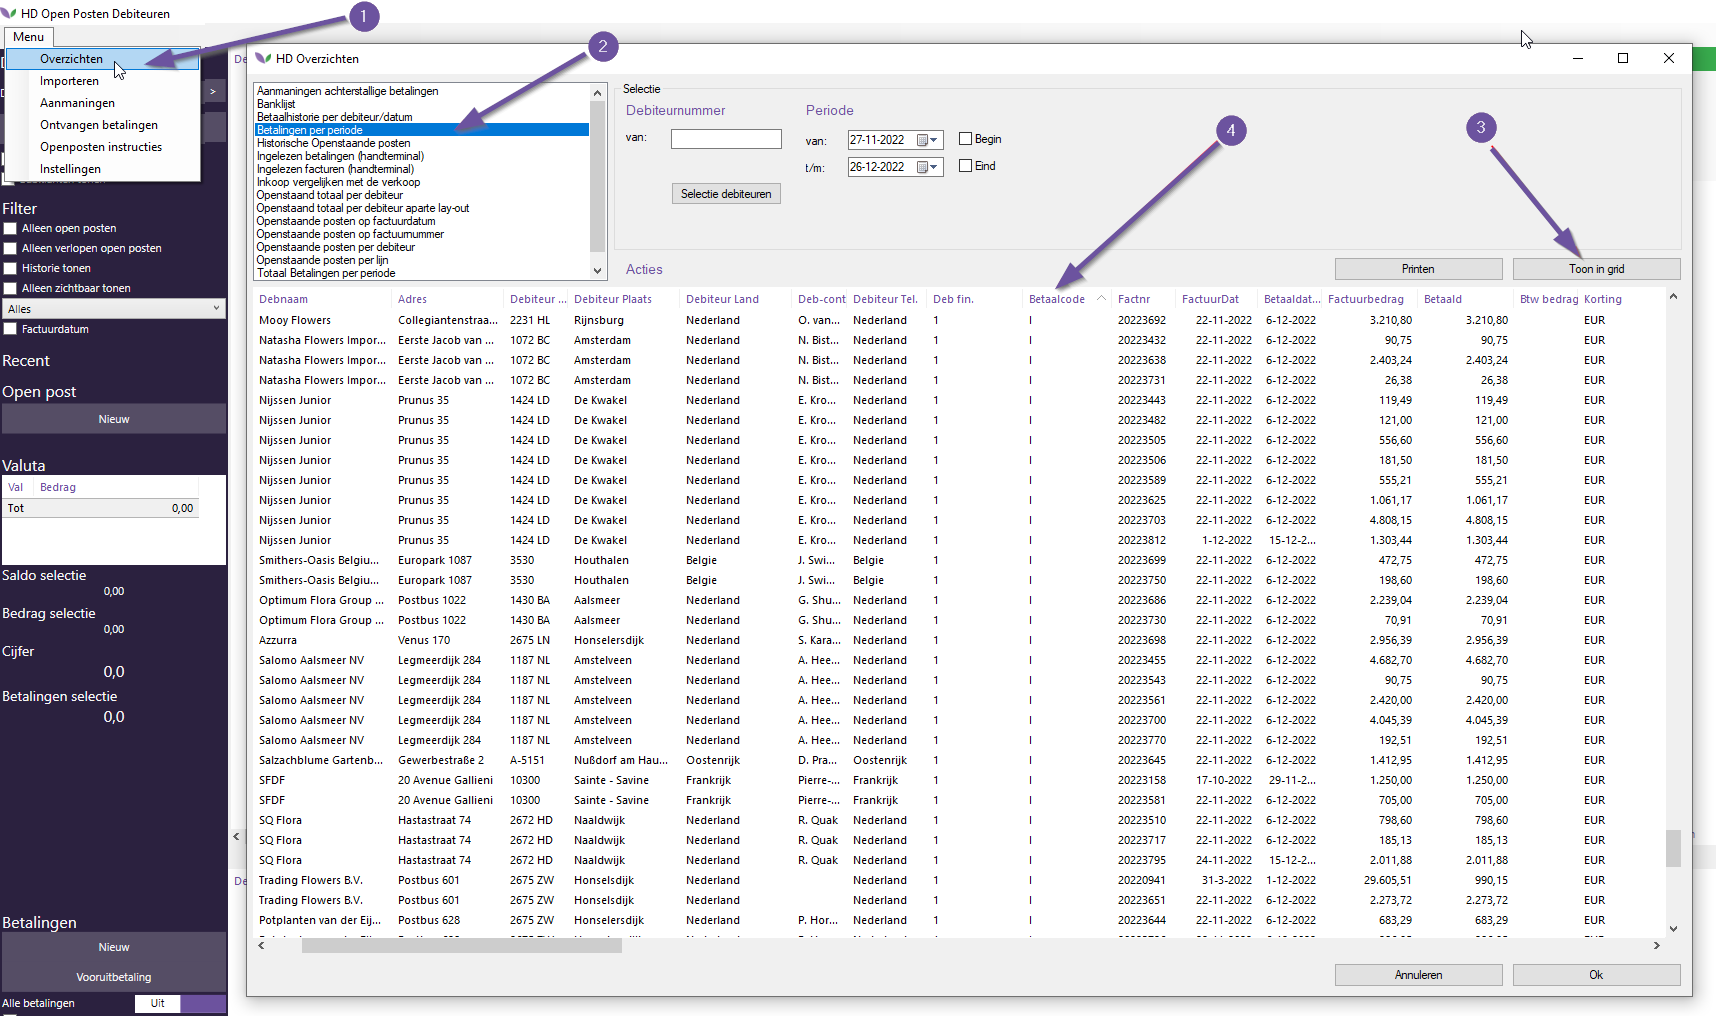 HD Open Posten Debiteuren
1
Menu
Overzichten
Importeren
Aanmaningen
Ontvangen betalingen
Openposten instructies
Instellingen
>
Filter
Alleen open posten
Alleen verlopen open posten
Historie tonen
Alleen zichtbaar tonen
Alles
Factuurdatum
Recent
Open post
Nieuw
Valuta
Val Bedrag
Tot 0,00
Saldo selectie
0,00
Bedrag selectie
0,00
Cijfer
0,0
Betalingen selectie
0,0
Betalingen
Nieuw
Vooruitbetaling
Alle betalingen Uit
De
De
2
HD Overzichten
Aanmaningen achterstallige betalingen
Banklijst
Betaalhistorie per debiteur/datum
Betalingen per periode
Historische Openstaande posten
Ingelezen betalingen (handterminal)
Ingelezen facturen (handterminal)
Inkoop vergelijken met de verkoop
Openstaand totaal per debiteur
Openstaand totaal per debiteur aparte lay-out
Openstaande posten op factuurdatum
Openstaande posten op factuurnummer
Openstaande posten per debiteur
Openstaande posten per lijn
Totaal Betalingen per periode
Selectie
Debiteurnummer Periode
van: van: 27-11-2022 Begin
t/m: 26-12-2022 Eind
Selectie debiteuren
4
3
Acties Printen Toon in grid
Debnaam Adres Debiteur ... Debiteur Plaats Debiteur Land Deb-cont Debiteur Tel. Deb fin. Betaalcode Factnr FactuurDat Betaaldat... Factuurbedrag Betaald Btw bedrag Korting
Mooy Flowers Collegiantenstraa... 2231 HL Rijnsburg Nederland O. van... Nederland 1 I 20223692 22-11-2022 6-12-2022 3.210,80 3.210,80 EUR
Natasha Flowers Impor... Eerste Jacob van ... 1072 BC Amsterdam Nederland N. Bist... Nederland 1 I 20223432 22-11-2022 6-12-2022 90,75 90,75 EUR
Natasha Flowers Impor... Eerste Jacob van ... 1072 BC Amsterdam Nederland N. Bist... Nederland 1 I 20223638 22-11-2022 6-12-2022 2.403,24 2.403,24 EUR
Natasha Flowers Impor... Eerste Jacob van ... 1072 BC Amsterdam Nederland N. Bist... Nederland 1 I 20223731 22-11-2022 6-12-2022 26,38 26,38 EUR
Nijssen Junior Prunus 35 1424 LD De Kwakel Nederland E. Kro... Nederland 1 I 20223443 22-11-2022 6-12-2022 119,49 119,49 EUR
Nijssen Junior Prunus 35 1424 LD De Kwakel Nederland E. Kro... Nederland 1 I 20223482 22-11-2022 6-12-2022 121,00 121,00 EUR
Nijssen Junior Prunus 35 1424 LD De Kwakel Nederland E. Kro... Nederland 1 I 20223505 22-11-2022 6-12-2022 556,60 556,60 EUR
Nijssen Junior Prunus 35 1424 LD De Kwakel Nederland E. Kro... Nederland 1 I 20223506 22-11-2022 6-12-2022 181,50 181,50 EUR
Nijssen Junior Prunus 35 1424 LD De Kwakel Nederland E. Kro... Nederland 1 I 20223589 22-11-2022 6-12-2022 555,21 555,21 EUR
Nijssen Junior Prunus 35 1424 LD De Kwakel Nederland E. Kro... Nederland 1 I 20223625 22-11-2022 6-12-2022 1.061,17 1.061,17 EUR
Nijssen Junior Prunus 35 1424 LD De Kwakel Nederland E. Kro... Nederland 1 I 20223703 22-11-2022 6-12-2022 4.808,15 4.808,15 EUR
Nijssen Junior Prunus 35 1424 LD De Kwakel Nederland E. Kro... Nederland 1 I 20223812 1-12-2022 15-12-2... 1.303,44 1.303,44 EUR
Smithers-Oasis Belgiu... Europark 1087 3530 Houthalen Belgie J. Swi... Belgie 1 I 20223699 22-11-2022 6-12-2022 472,75 472,75 EUR
Smithers-Oasis Belgiu... Europark 1087 3530 Houthalen Belgie J. Swi... Belgie 1 I 20223750 22-11-2022 6-12-2022 198,60 198,60 EUR
Optimum Flora Group ... Postbus 1022 1430 BA Aalsmeer Nederland G. Shu... Nederland 1 I 20223686 22-11-2022 6-12-2022 2.239,04 2.239,04 EUR
Optimum Flora Group ... Postbus 1022 1430 BA Aalsmeer Nederland G. Shu... Nederland 1 I 20223730 22-11-2022 6-12-2022 70,91 70,91 EUR
Azzurra Venus 170 2675 LN Honselersdijk Nederland S. Kara... Nederland 1 I 20223698 22-11-2022 6-12-2022 2.956,39 2.956,39 EUR
Salomo Aalsmeer NV Legmeerdijk 284 1187 NL Amstelveen Nederland A. Hee... Nederland 1 I 20223455 22-11-2022 6-12-2022 4.682,70 4.682,70 EUR
Salomo Aalsmeer NV Legmeerdijk 284 1187 NL Amstelveen Nederland A. Hee... Nederland 1 I 20223543 22-11-2022 6-12-2022 90,75 90,75 EUR
Salomo Aalsmeer NV Legmeerdijk 284 1187 NL Amstelveen Nederland A. Hee... Nederland 1 I 20223561 22-11-2022 6-12-2022 2.420,00 2.420,00 EUR
Salomo Aalsmeer NV Legmeerdijk 284 1187 NL Amstelveen Nederland A. Hee... Nederland 1 I 20223700 22-11-2022 6-12-2022 4.045,39 4.045,39 EUR
Salomo Aalsmeer NV Legmeerdijk 284 1187 NL Amstelveen Nederland A. Hee... Nederland 1 I 20223770 22-11-2022 6-12-2022 192,51 192,51 EUR
Salzachblume Gartenb... Gewerbestraße 2 A-5151 Nußdorf am Hau... Oostenrijk D. Pra... Oostenrijk 1 I 20223645 22-11-2022 6-12-2022 1.412,95 1.412,95 EUR
SFDF 20 Avenue Gallieni 10300 Sainte - Savine Frankrijk Pierre-... Frankrijk 1 I 20223158 17-10-2022 29-11-2... 1.250,00 1.250,00 EUR
SFDF 20 Avenue Gallieni 10300 Sainte - Savine Frankrijk Pierre-... Frankrijk 1 I 20223581 22-11-2022 6-12-2022 705,00 705,00 EUR
SQ Flora Hastastraat 74 2672 HD Naaldwijk Nederland R. Quak Nederland 1 I 20223510 22-11-2022 6-12-2022 798,60 798,60 EUR
SQ Flora Hastastraat 74 2672 HD Naaldwijk Nederland R. Quak Nederland 1 I 20223717 22-11-2022 6-12-2022 185,13 185,13 EUR
SQ Flora Hastastraat 74 2672 HD Naaldwijk Nederland R. Quak Nederland 1 I 20223795 24-11-2022 15-12-2... 2.011,88 2.011,88 EUR
Trading Flowers B.V. Postbus 601 2675 ZW Honselsdijk Nederland Nederland 1 I 20220941 31-3-2022 1-12-2022 29.605,51 990,15 EUR
Trading Flowers B.V. Postbus 601 2675 ZW Honselsdijk Nederland Nederland 1 I 20223651 22-11-2022 6-12-2022 2.273,72 2.273,72 EUR
Potplanten van der Eij... Postbus 628 2675 ZW Honselersdijk Nederland P. Hor... Nederland 1 I 20223644 22-11-2022 6-12-2022 683,29 683,29 EUR
Annuleren Ok